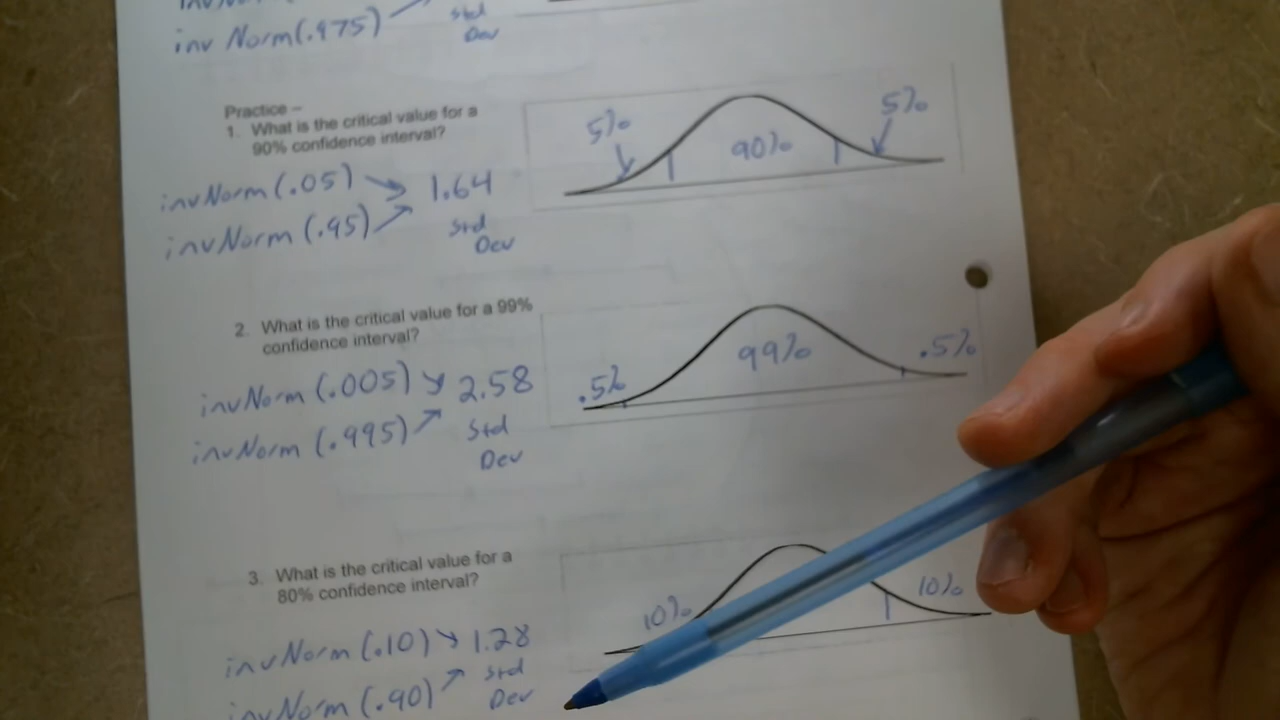 inv Norm(.975)
Std
Dev
Practice –
1. What is the critical value for a
90% confidence interval?
invNorm (.05)
1.64
invNorm (.95)
Std
Dev
5%
90%
5%
2. What is the critical value for a 99%
confidence interval?
invNorm (.005)
2.58
invNorm (.995)
Std
Dev
.5%
99%
.5%
3. What is the critical value for a
80% confidence interval?
invNorm (.10)
1.28
invNorm (.90)
Std
Dev
10%
10%